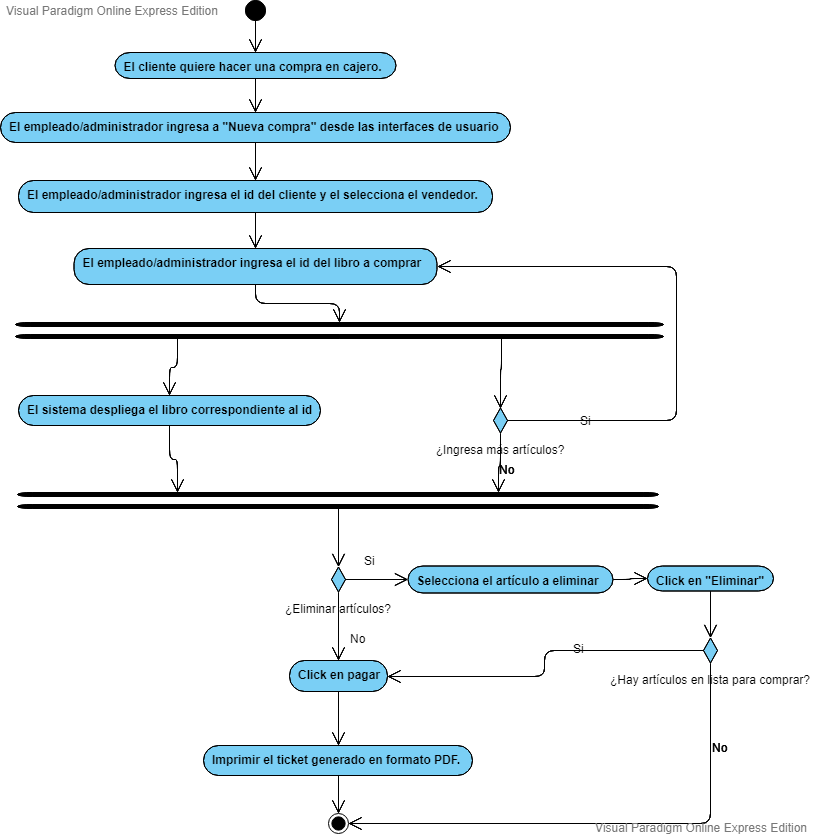 Visual Paradigm Online Express Edition
El cliente quiere hacer una compra en cajero.
El empleado/administrador ingresa a "Nueva compra" desde las interfaces de usuario
El empleado/administrador ingresa el id del cliente y el selecciona el vendedor.
El empleado/administrador ingresa el id del libro a comprar
El sistema despliega el libro correspondiente al id
Si
¿Ingresa más artículos?
No
Si
Selecciona el artículo a eliminar
Click en "Eliminar"
¿Eliminar artículos?
No
Si
Click en pagar
¿Hay artículos en lista para comprar?
No
Imprimir el ticket generado en formato PDF.
Visual Paradigm Online Express Edition